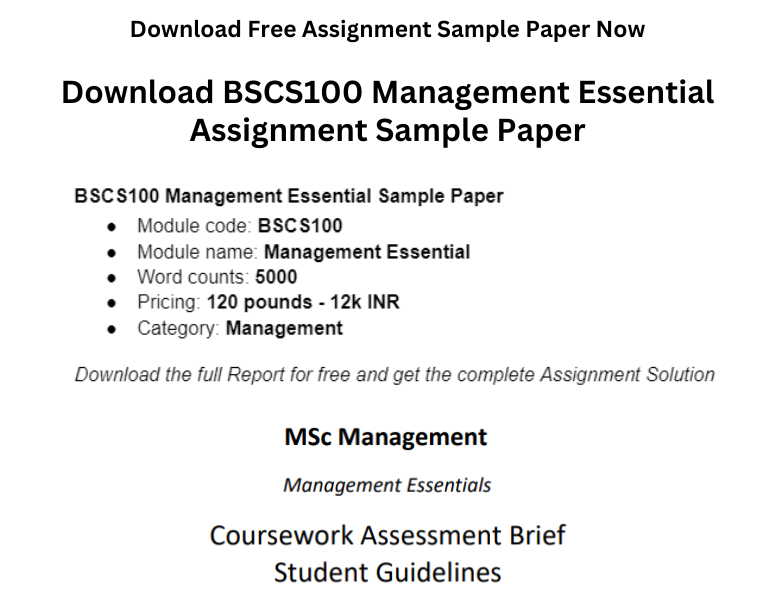 Download Free Assignment Sample Paper Now
Download BSCS100 Management Essential
Assignment Sample Paper
BSCS100 Management Essential Sample Paper
● Module code: BSCS100
● Module name: Management Essential
● Word counts: 5000
● Pricing: 120 pounds - 12k INR
● Category: Management
Download the full Report for free and get the complete Assignment Solution
MSc Management
Management Essentials
Coursework Assessment Brief
Student Guidelines